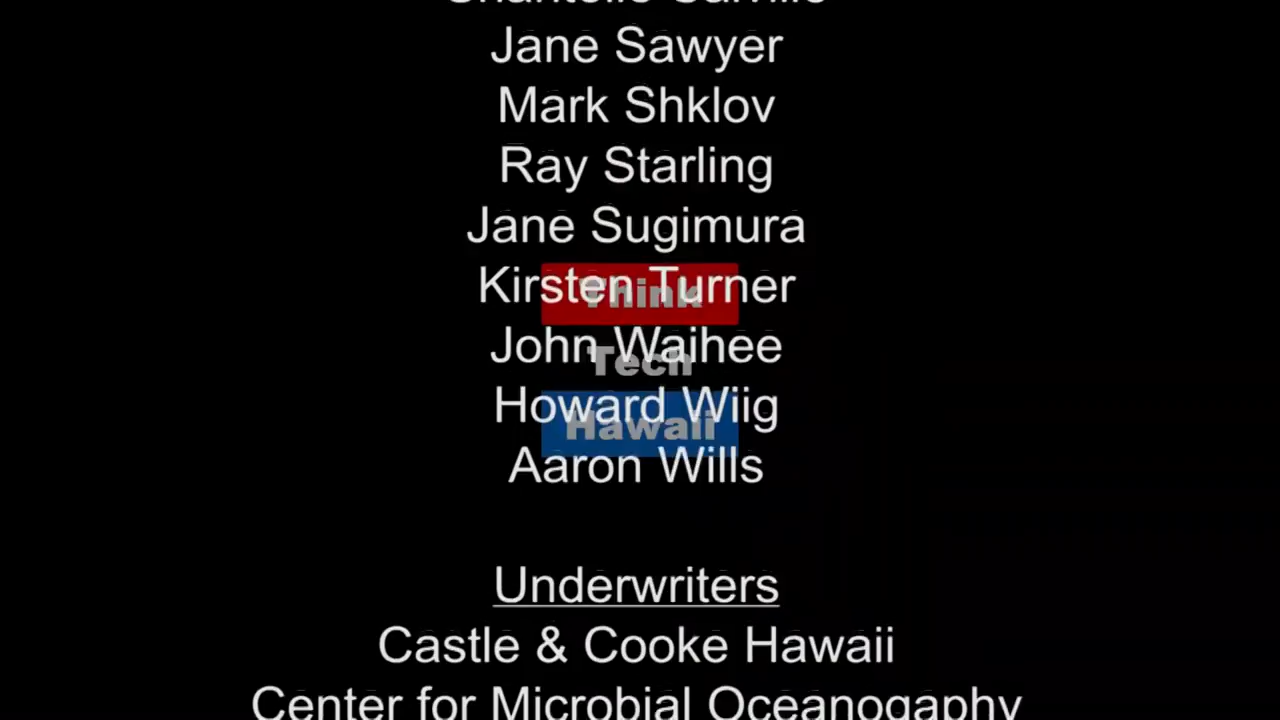 Jane Sawyer
Mark Shklov
Ray Starling
Jane Sugimura
Kirsten Turner
Think
John Waihee
Tech
Howard Wiig
Hawaii
Aaron Wills
Underwriters
Castle & Cooke Hawaii
Center for Microbial Oceanogaphy